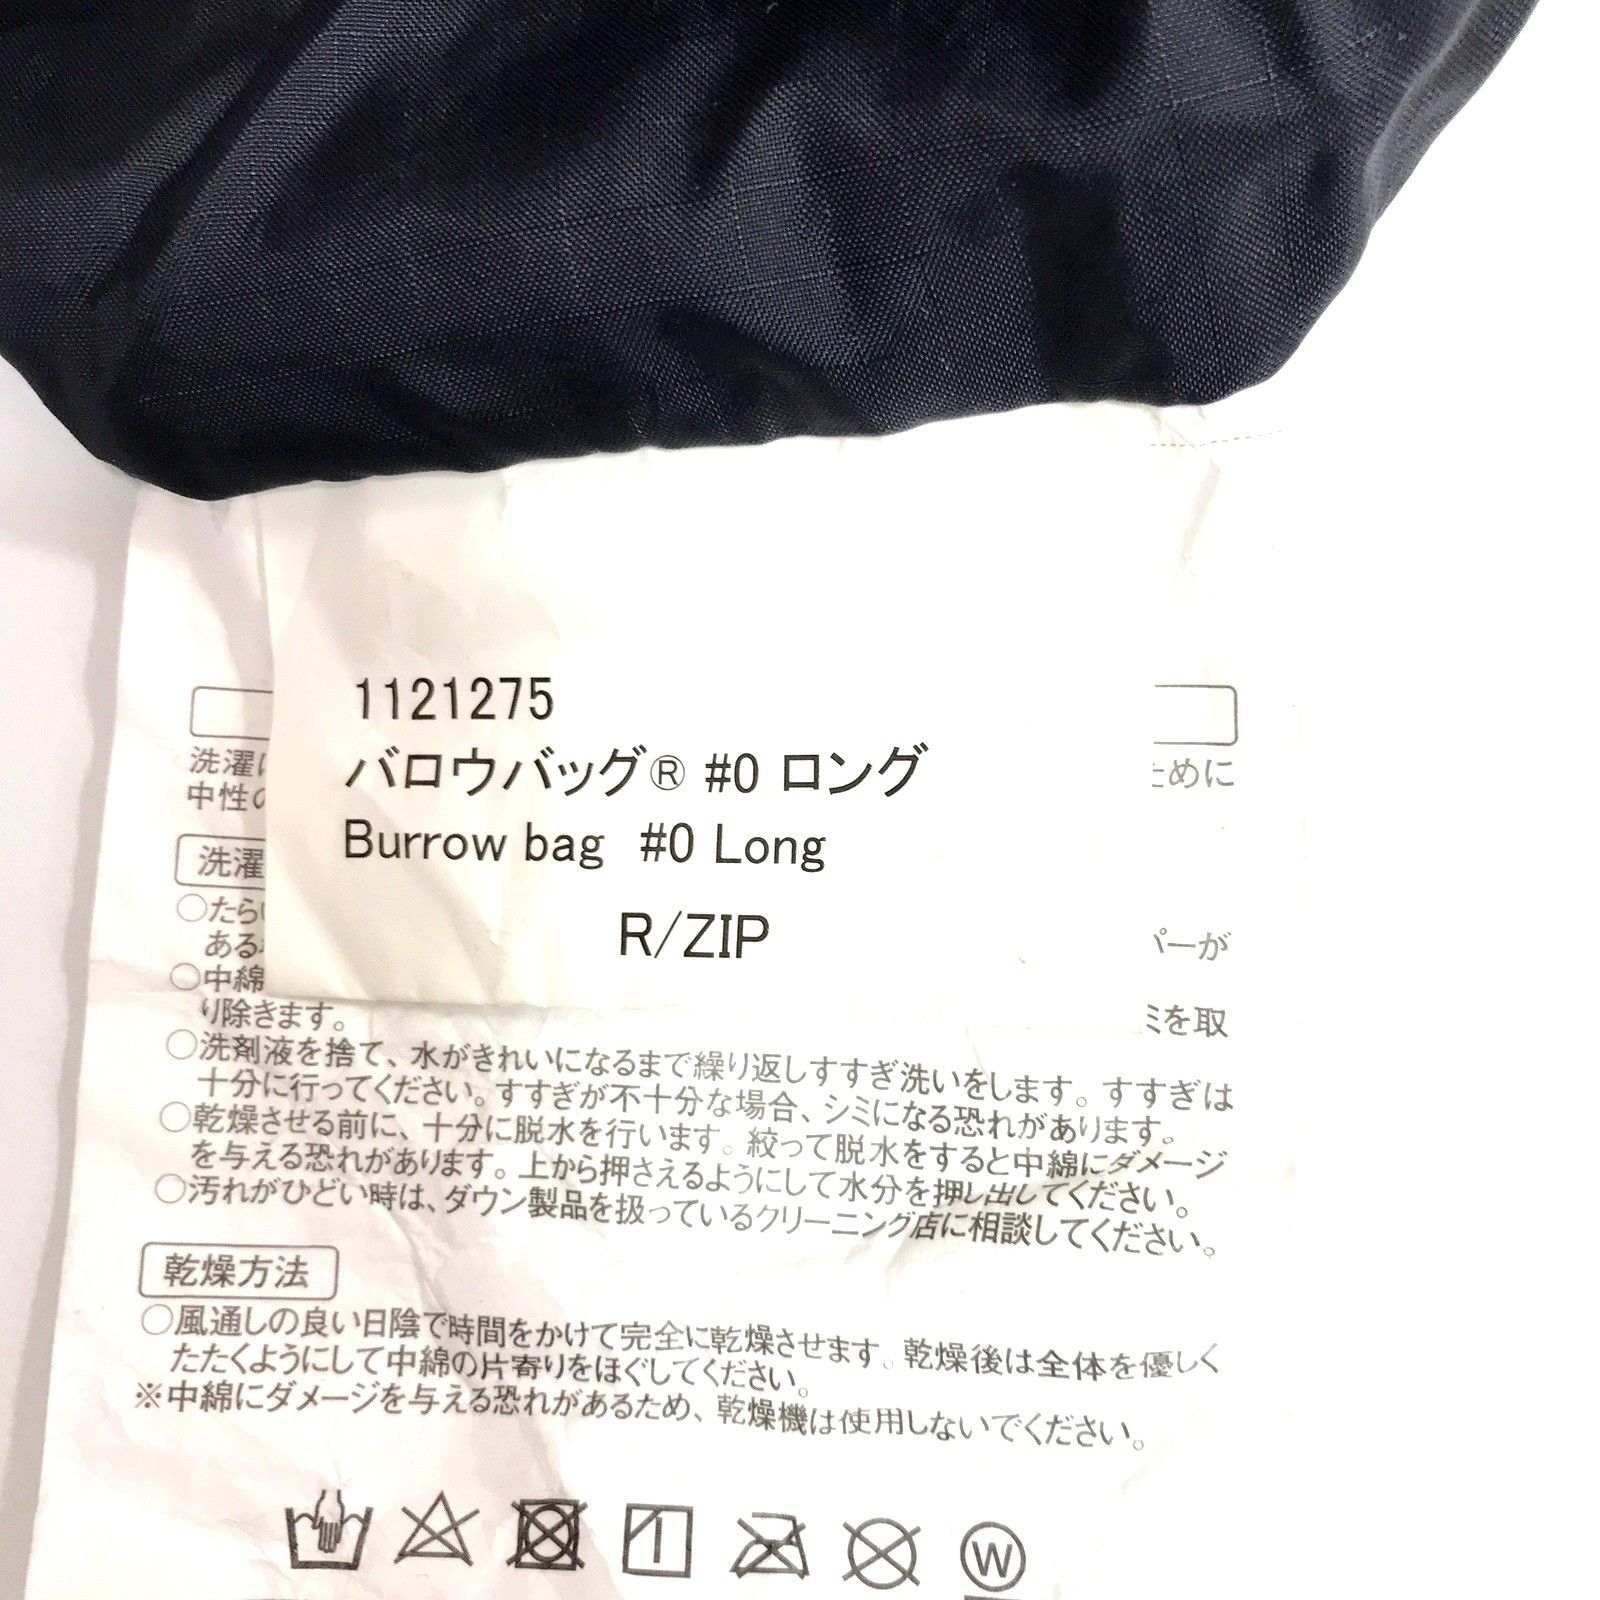 1121275
バロウバッグ® #0 ロング
Burrow bag #0 Long
R/ZIP
洗濯に
ために
中性の
洗濯
○たらい
パーが
ある
○中綿
ミを取
り除きます。
○洗剤液を捨て、水がきれいになるまで繰り返しすすぎ洗いをします。すすぎは
十分に行ってください。すすぎが不十分な場合、シミになる恐れがあります。
○乾燥させる前に、十分に脱水を行います。絞って脱水をすると中綿にダメージ
を与える恐れがあります。上から押さえるようにして水分を押し出してください。
○汚れがひどい時は、ダウン製品を扱っているクリーニング店に相談してください。
乾燥方法
○風通しの良い日陰で時間をかけて完全に乾燥させます。乾燥後は全体を優しく
たたくようにして中綿の片寄りをほぐしてください。
※中綿にダメージを与える恐れがあるため、乾燥機は使用しないでください。
W